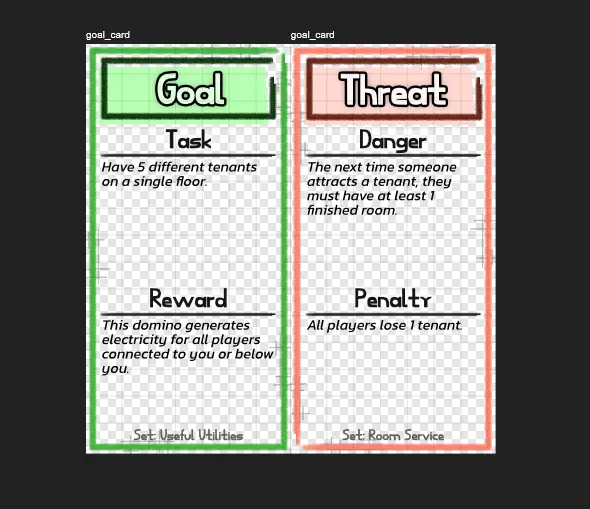 goal_card
goal_card
Goal
Task
Have 5 different tenants
on a single floor.
Reward
This domino generates
electricity for all players
connected to you or below
you.
Set: Useful Utilities
Threat
Danger
The next time someone
attracts a tenant, they
must have at least 1
finished room.
Penalty
All players lose 1 tenant.
Set: Room Service